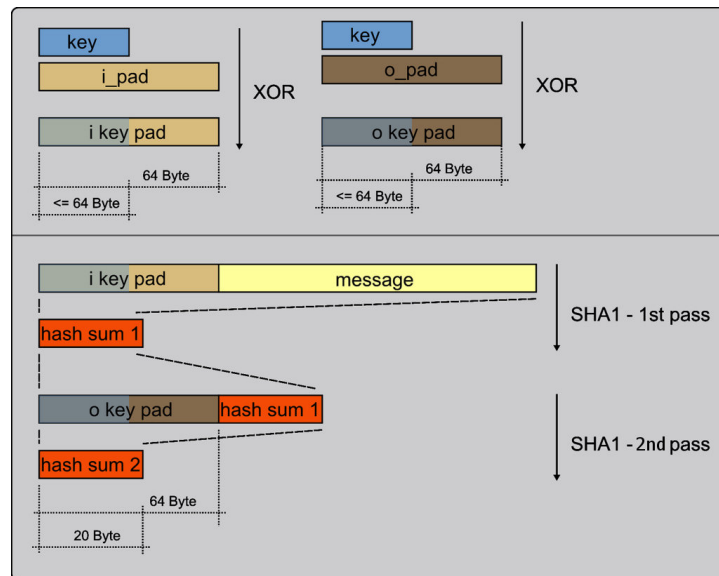 key
i_pad
XOR
i key pad
64 Byte
<= 64 Byte
key
o_pad
XOR
o key pad
64 Byte
<= 64 Byte
i key pad
message
SHA1 - 1st pass
hash sum 1
o key pad
hash sum 1
SHA1 - 2nd pass
hash sum 2
64 Byte
20 Byte